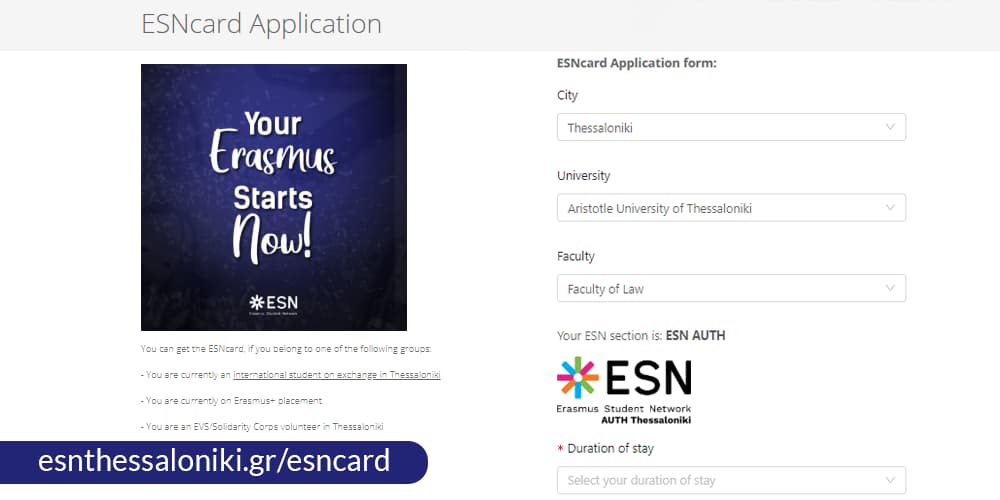 ESNcard Application
Your
Erasmus
Starts
Now!
ESN
Erasmus Student Network
You can get the ESNcard, if you belong to one of the following groups:
- You are currently an international student on exchange in Thessaloniki
- You are currently on Erasmus+ placement
- You are an EVS/Solidarity Corps volunteer in Thessaloniki
esnthessaloniki.gr/esncard
ESNcard Application form:
City
Thessaloniki
University
Aristotle University of Thessaloniki
Faculty
Faculty of Law
Your ESN section is: ESN AUTH
ESN
Erasmus Student Network
AUTH Thessaloniki
* Duration of stay
Select your duration of stay